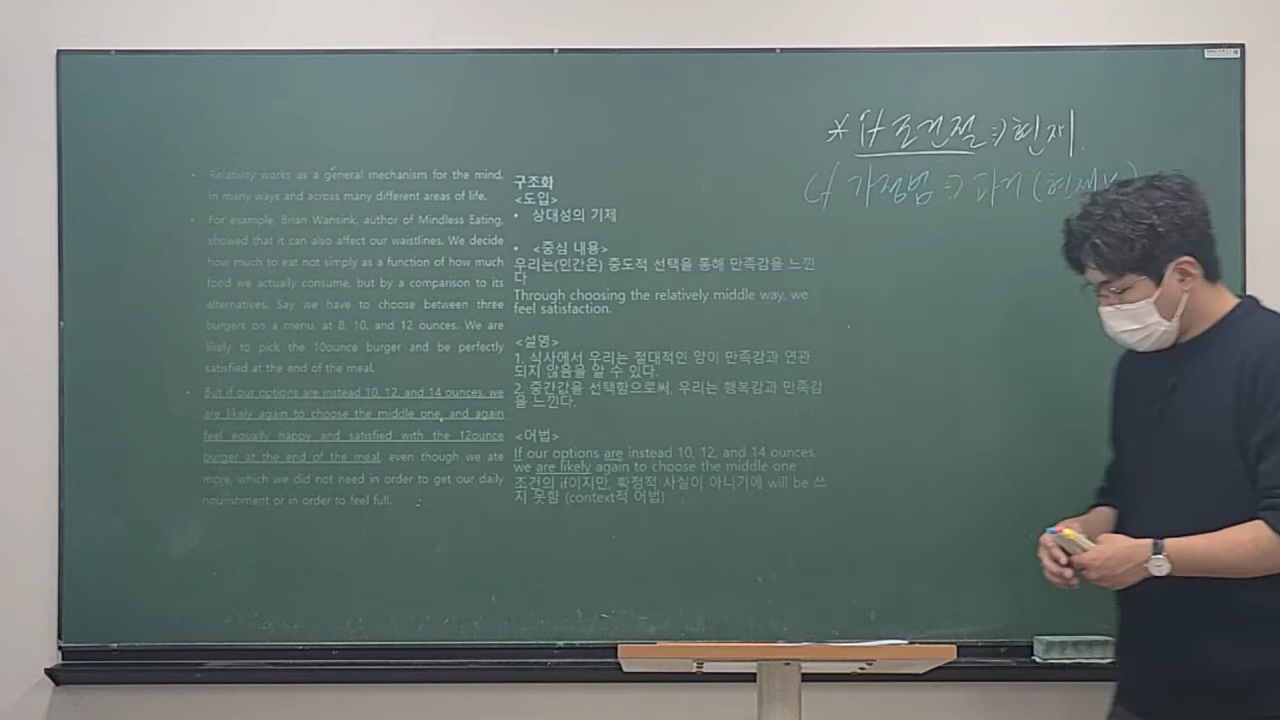 • Relativity works as a general mechanism for the mind,
in many ways and across many different areas of life.
• For example, Brian Wansink, author of Mindless Eating,
showed that it can also affect our waistlines. We decide
how much to eat not simply as a function of how much
food we actually consume, but by a comparison to its
alternatives. Say we have to choose between three
burgers on a menu, at 8, 10, and 12 ounces. We are
likely to pick the 10ounce burger and be perfectly
satisfied at the end of the meal.
• But if our options are instead 10, 12, and 14 ounces, we
are likely again to choose the middle one, and again
feel equally happy and satisfied with the 12ounce
burger at the end of the meal, even though we ate
more, which we did not need in order to get our daily
nourishment or in order to feel full.
구조화
<도입>
• 상대성의 기제
• <중심 내용>
우리는(인간은) 중도적 선택을 통해 만족감을 느낀
다
Through choosing the relatively middle way, we
feel satisfaction.
<설명>
1. 식사에서 우리는 절대적인 양이 만족감과 연관
되지 않음을 알 수 있다.
2. 중간값을 선택함으로써, 우리는 행복감과 만족감
을 느낀다.
<어법>
If our options are instead 10, 12, and 14 ounces,
we are likely again to choose the middle one
조건의 if이지만, 확정적 사실이 아니기에 will be 쓰
지 못함 (context적 어법)
* if 조건절 => 현재
(if 가정법 => 과거 (현재